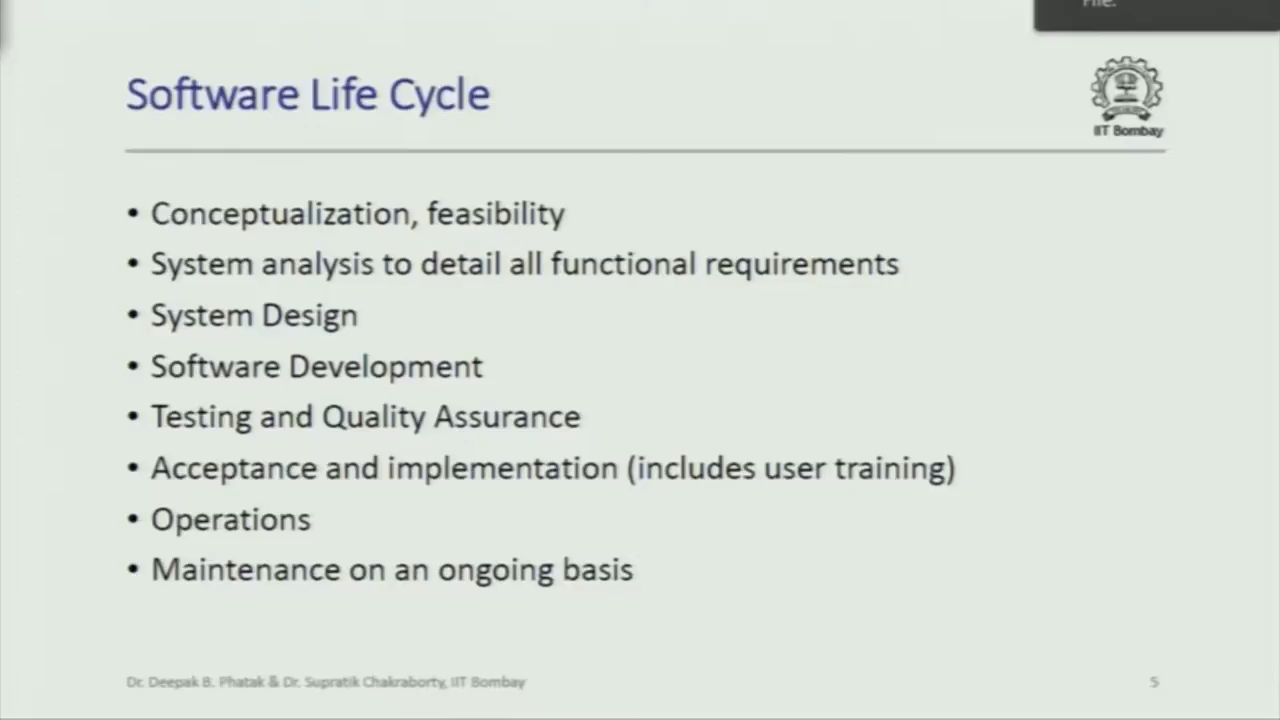 File.
Software Life Cycle
IIT Bombay
• Conceptualization, feasibility
• System analysis to detail all functional requirements
• System Design
• Software Development
• Testing and Quality Assurance
• Acceptance and implementation (includes user training)
• Operations
• Maintenance on an ongoing basis
Dr. Deepak B. Phatak & Dr. Supratik Chakraborty, IIT Bombay
5